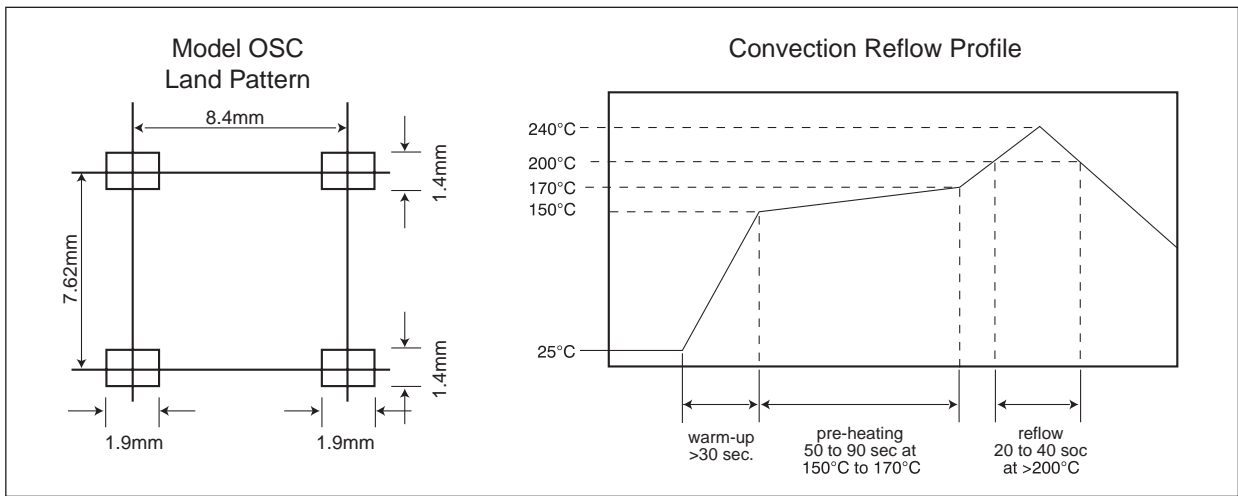 Model OSC
Land Pattern
8.4mm
1.4mm
7.62mm
1.4mm
1.9mm
1.9mm
Convection Reflow Profile
240°C
200°C
170°C
150°C
25°C
warm-up
>30 sec.
pre-heating
50 to 90 sec at
150°C to 170°C
reflow
20 to 40 soc
at >200°C